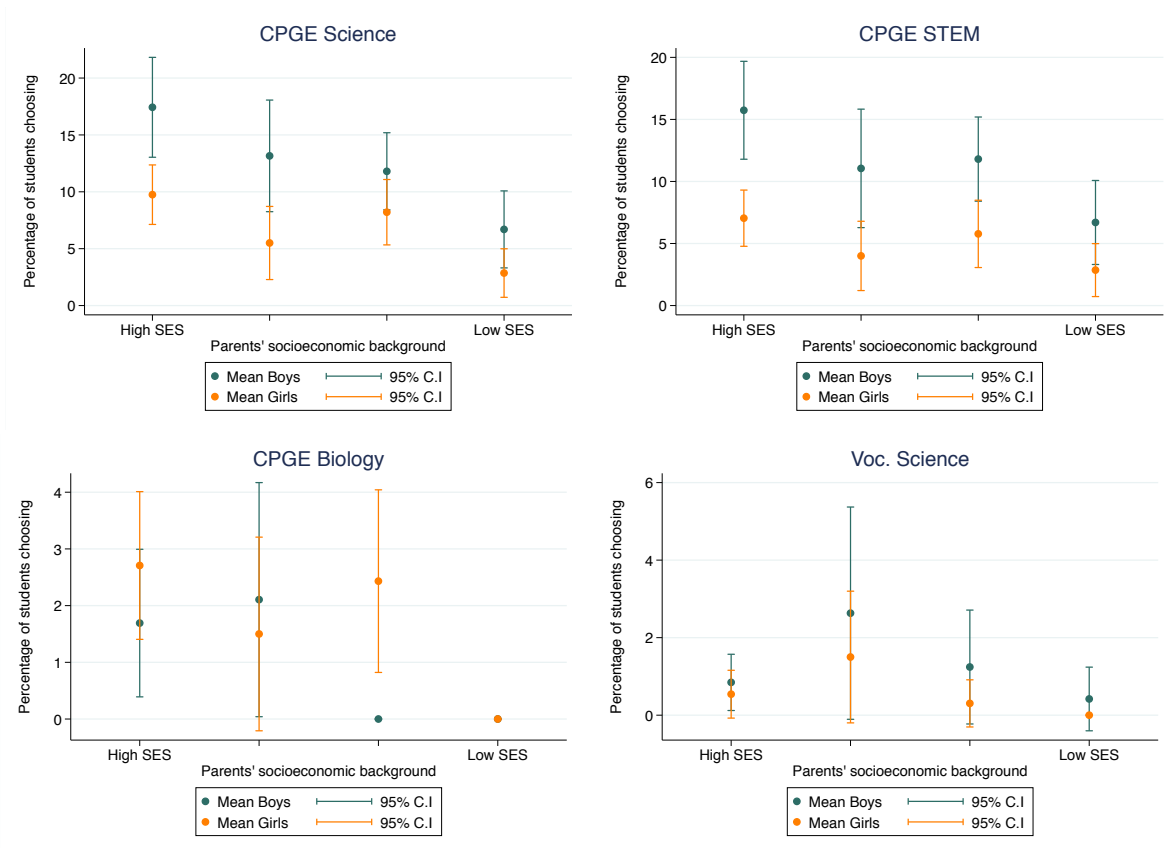 CPGE Science
Percentage of students choosing
20
15
10
5
0
High SES
Low SES
Parents' socioeconomic background
Mean Boys 95% C.I
Mean Girls 95% C.I
CPGE STEM
Percentage of students choosing
20
15
10
5
0
High SES
Low SES
Parents' socioeconomic background
Mean Boys 95% C.I
Mean Girls 95% C.I
CPGE Biology
Percentage of students choosing
4
3
2
1
0
High SES
Low SES
Parents' socioeconomic background
Mean Boys 95% C.I
Mean Girls 95% C.I
Voc. Science
Percentage of students choosing
6
4
2
0
High SES
Low SES
Parents' socioeconomic background
Mean Boys 95% C.I
Mean Girls 95% C.I